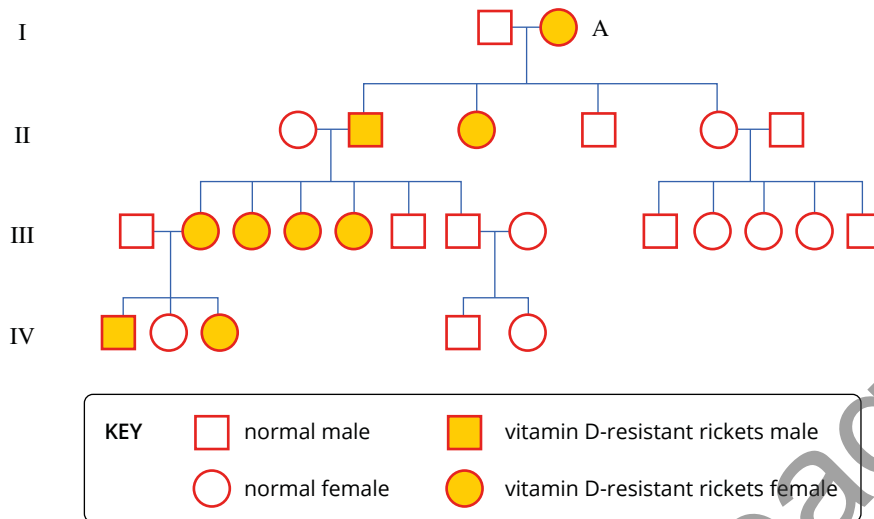 I
A
II
III
IV
KEY
normal male
vitamin D-resistant rickets male
normal female
vitamin D-resistant rickets female